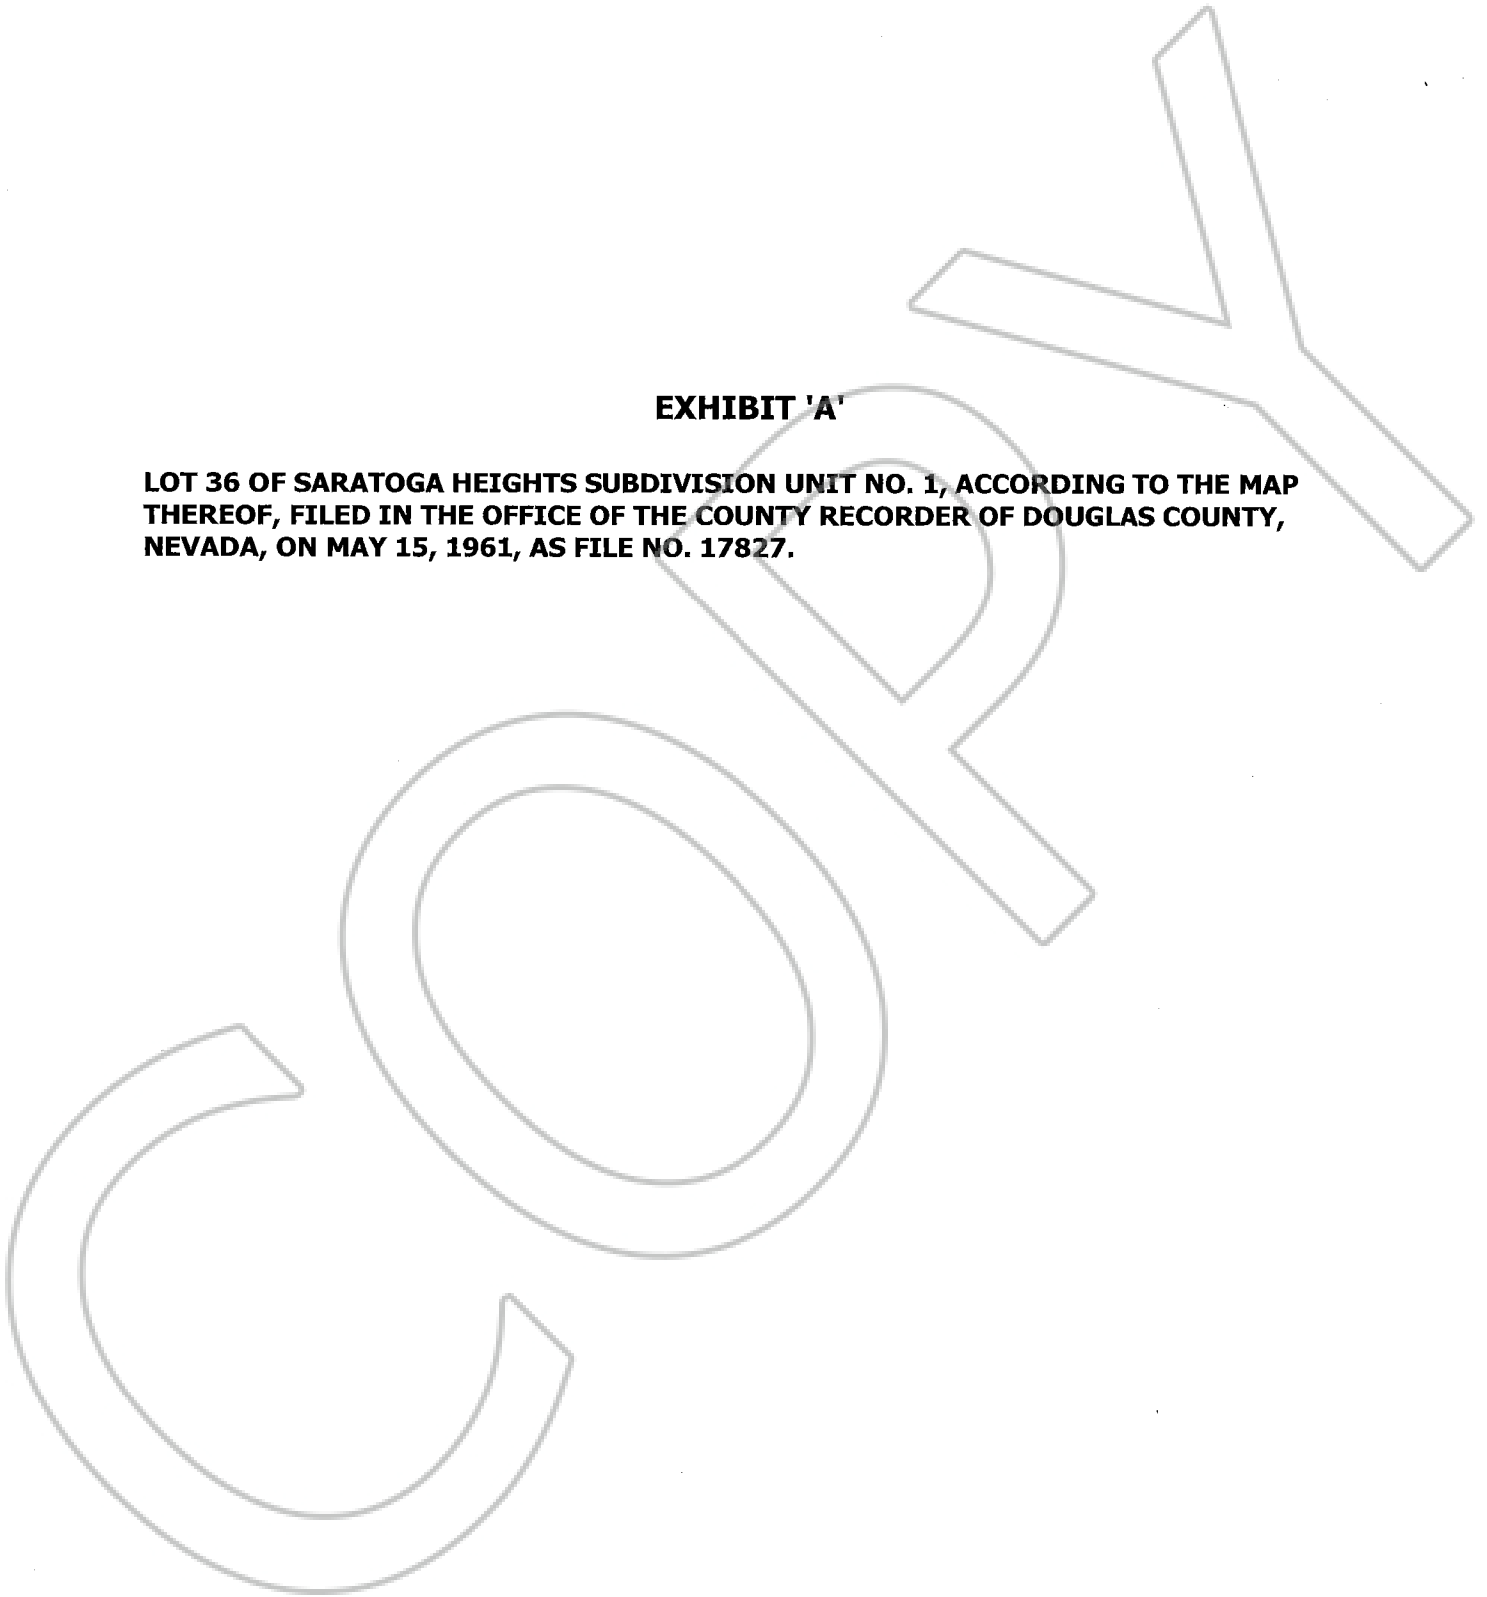 EXHIBIT 'A'
LOT 36 OF SARATOGA HEIGHTS SUBDIVISION UNIT NO. 1, ACCORDING TO THE MAP
THEREOF, FILED IN THE OFFICE OF THE COUNTY RECORDER OF DOUGLAS COUNTY,
NEVADA, ON MAY 15, 1961, AS FILE NO. 17827.
COPY